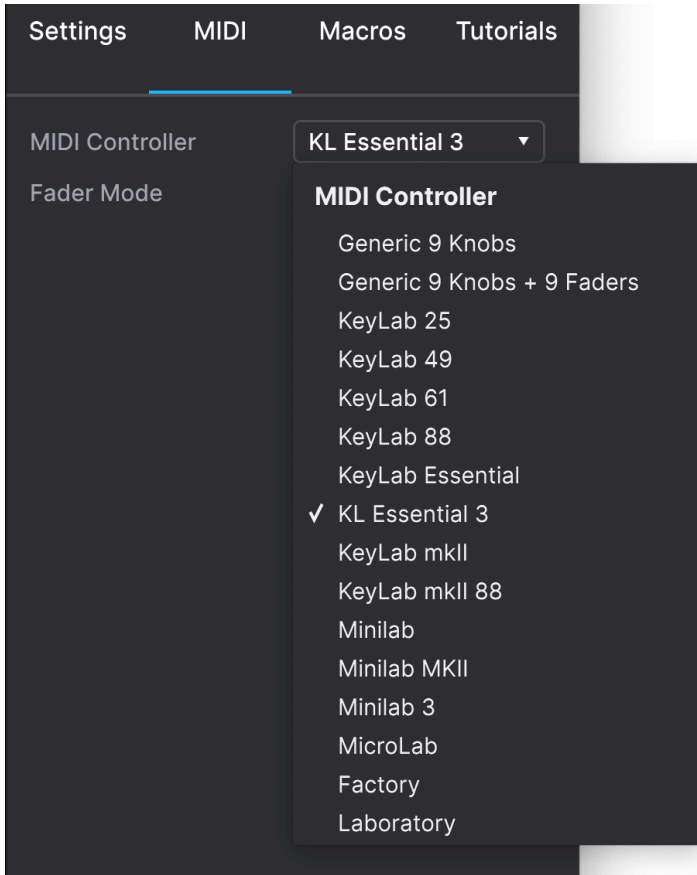 Settings MIDI Macros Tutorials
MIDI Controller KL Essential 3
Fader Mode
MIDI Controller
Generic 9 Knobs
Generic 9 Knobs + 9 Faders
KeyLab 25
KeyLab 49
KeyLab 61
KeyLab 88
KeyLab Essential
✓ KL Essential 3
KeyLab mkII
KeyLab mkII 88
Minilab
Minilab MKII
Minilab 3
MicroLab
Factory
Laboratory